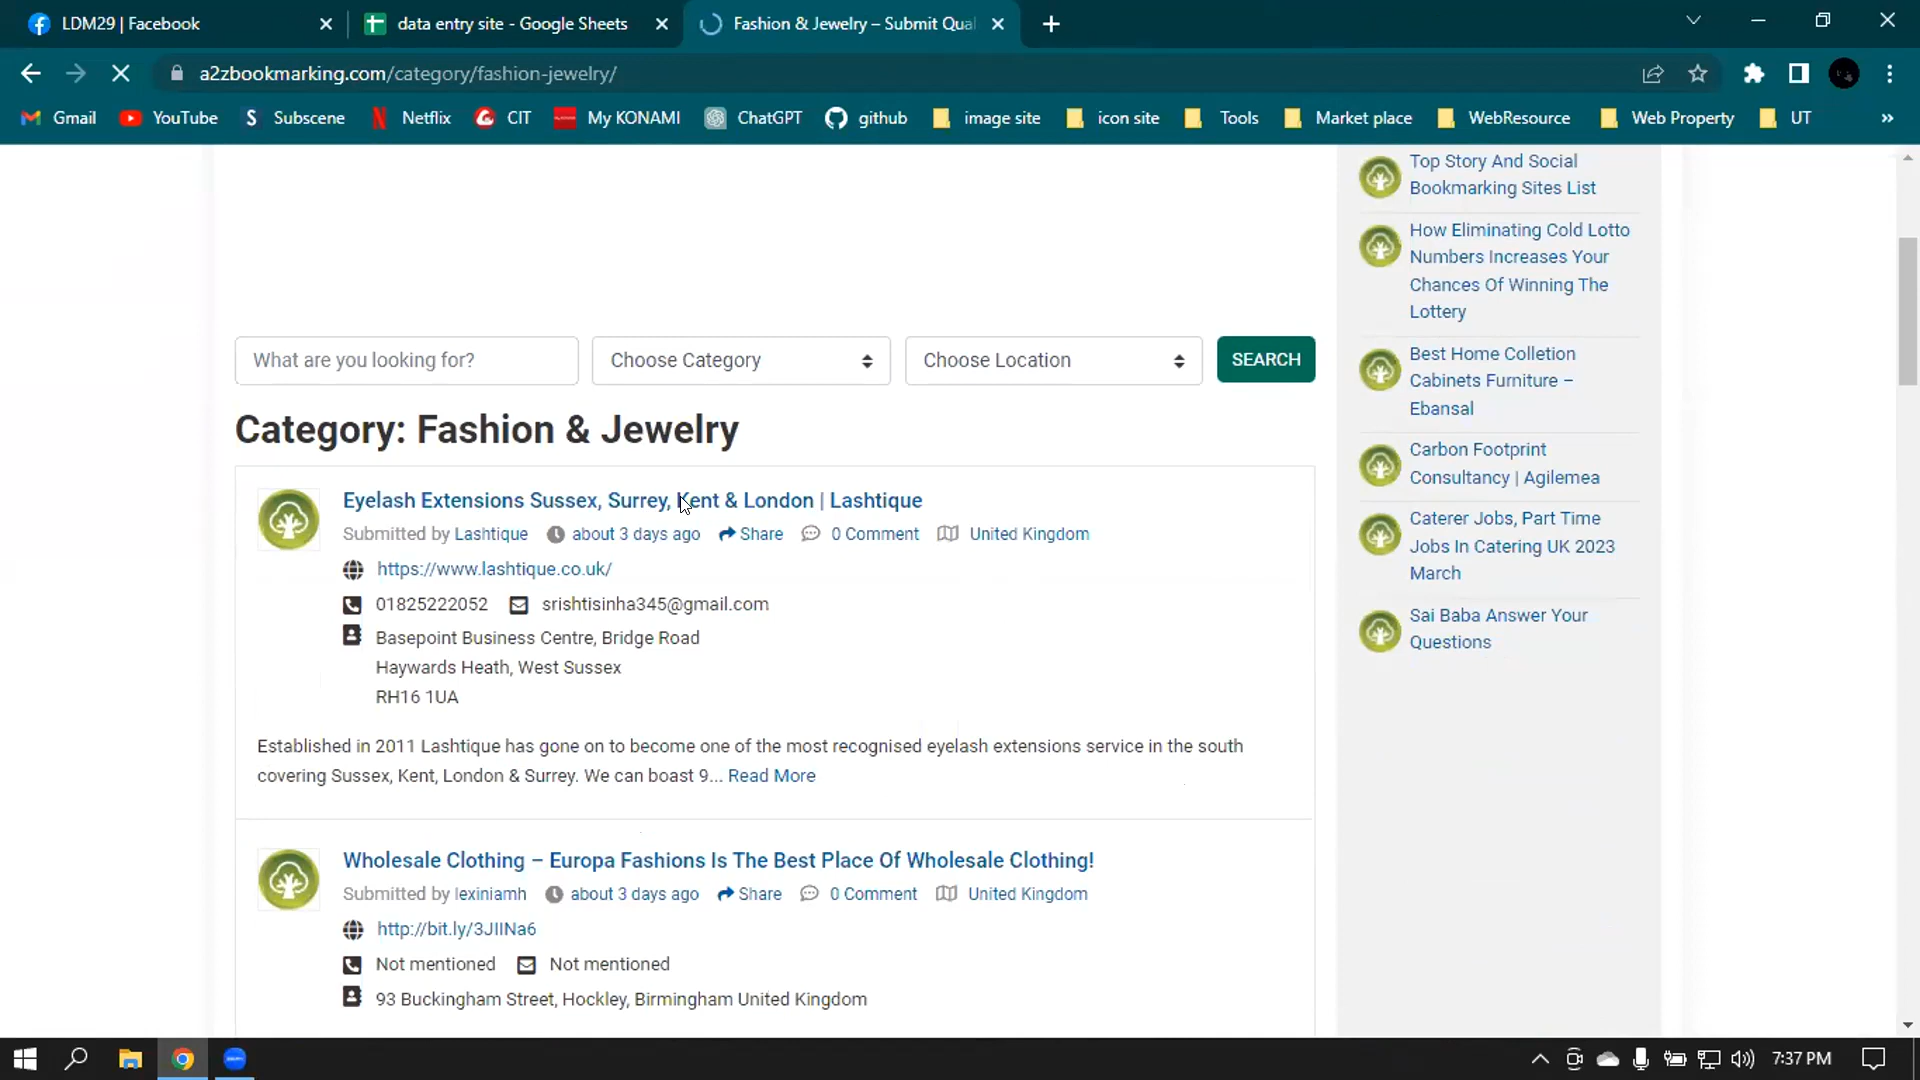 LDM29 | Facebook
data entry site - Google Sheets
Fashion & Jewelry – Submit Qual
a2zbookmarking.com/category/fashion-jewelry/
Gmail
YouTube
Subscene
Netflix
CIT
My KONAMI
ChatGPT
github
image site
icon site
Tools
Market place
WebResource
Web Property
UT
»
Top Story And Social
Bookmarking Sites List
How Eliminating Cold Lotto
Numbers Increases Your
Chances Of Winning The
Lottery
Best Home Colletion
Cabinets Furniture –
Ebansal
Carbon Footprint
Consultancy | Agilemea
Caterer Jobs, Part Time
Jobs In Catering UK 2023
March
Sai Baba Answer Your
Questions
What are you looking for?
Choose Category
Choose Location
SEARCH
Category: Fashion & Jewelry
Eyelash Extensions Sussex, Surrey, Kent & London | Lashtique
Submitted by Lashtique about 3 days ago Share 0 Comment United Kingdom
https://www.lashtique.co.uk/
01825222052 srishtisinha345@gmail.com
Basepoint Business Centre, Bridge Road
Haywards Heath, West Sussex
RH16 1UA
Established in 2011 Lashtique has gone on to become one of the most recognised eyelash extensions service in the south
covering Sussex, Kent, London & Surrey. We can boast 9... Read More
Wholesale Clothing – Europa Fashions Is The Best Place Of Wholesale Clothing!
Submitted by lexiniamh about 3 days ago Share 0 Comment United Kingdom
http://bit.ly/3JIINa6
Not mentioned Not mentioned
93 Buckingham Street, Hockley, Birmingham United Kingdom
7:37 PM